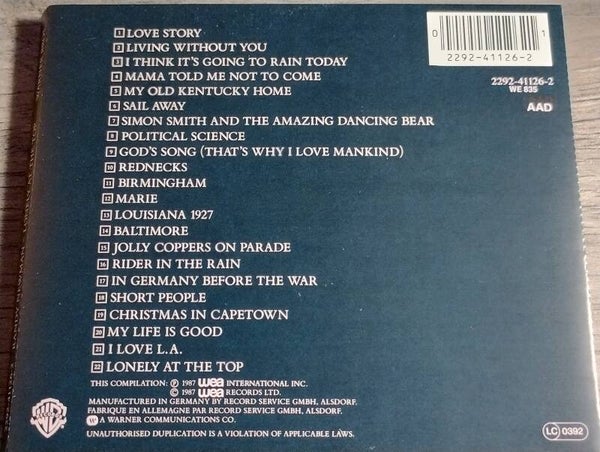 1 LOVE STORY
2 LIVING WITHOUT YOU
3 I THINK IT'S GOING TO RAIN TODAY
4 MAMA TOLD ME NOT TO COME
5 MY OLD KENTUCKY HOME
6 SAIL AWAY
7 SIMON SMITH AND THE AMAZING DANCING BEAR
8 POLITICAL SCIENCE
9 GOD'S SONG (THAT'S WHY I LOVE MANKIND)
10 REDNECKS
11 BIRMINGHAM
12 MARIE
13 LOUISIANA 1927
14 BALTIMORE
15 JOLLY COPPERS ON PARADE
16 RIDER IN THE RAIN
17 IN GERMANY BEFORE THE WAR
18 SHORT PEOPLE
19 CHRISTMAS IN CAPETOWN
20 MY LIFE IS GOOD
21 I LOVE L.A.
22 LONELY AT THE TOP
0 1
2292-41126-2
2292-41126-2
WE 835
AAD
THIS COMPILATION: ℗ 1987 wea INTERNATIONAL INC.
© 1987 wea RECORDS LTD.
MANUFACTURED IN GERMANY BY RECORD SERVICE GMBH, ALSDORF.
FABRIQUE EN ALLEMAGNE PAR RECORD SERVICE GMBH, ALSDORF.
A WARNER COMMUNICATIONS CO.
UNAUTHORISED DUPLICATION IS A VIOLATION OF APPLICABLE LAWS.
LC 0392